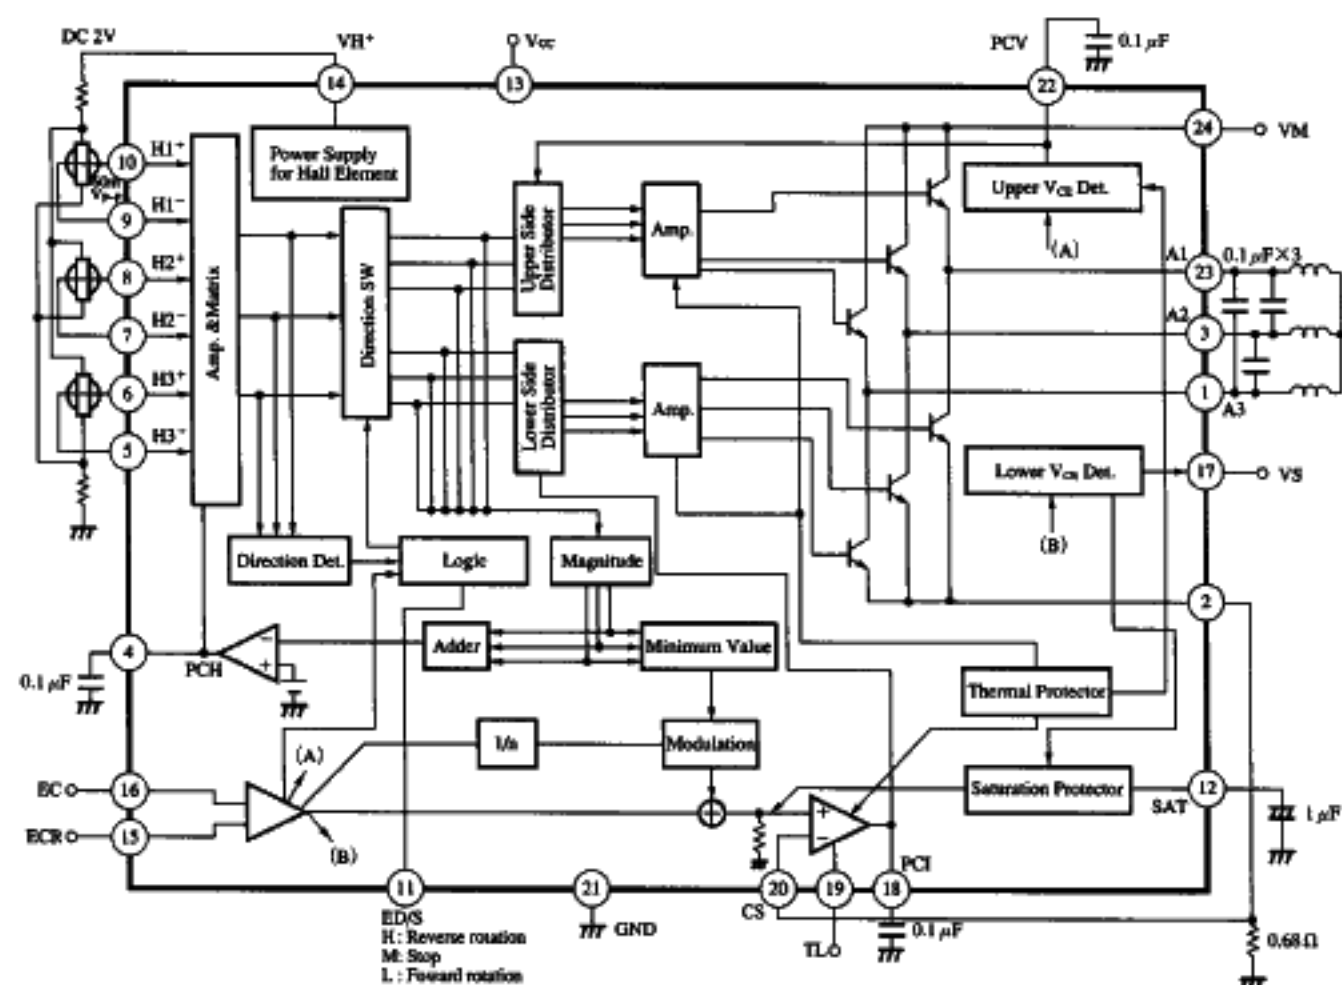 DC 2V
VH+
Vcc
PCV
0.1 μF
14
13
22
24
VM
10
H1+
Power Supply
for Hall Element
Upper VCE Det.
9
H1−
(A)
8
H2+
7
H2−
6
H3+
5
H3−
Amp. &Matrix
Direction SW
Upper Side
Distributor
Amp.
Lower Side
Distributor
Amp.
A1
23
0.1 μF×3
A2
3
1
A3
Lower VCE Det.
17
VS
(B)
Direction Det.
Logic
Magnitude
2
4
PCH
0.1 μF
−
+
Adder
Minimum Value
Thermal Protector
1/n
Modulation
(A)
(B)
EC
16
ECR
15
Saturation Protector
SAT
12
1 μF
+
−
PCI
11
21
20
19
18
ED/S
H : Reverse rotation
M: Stop
L : Foward rotation
GND
CS
TL
0.1 μF
0.68Ω